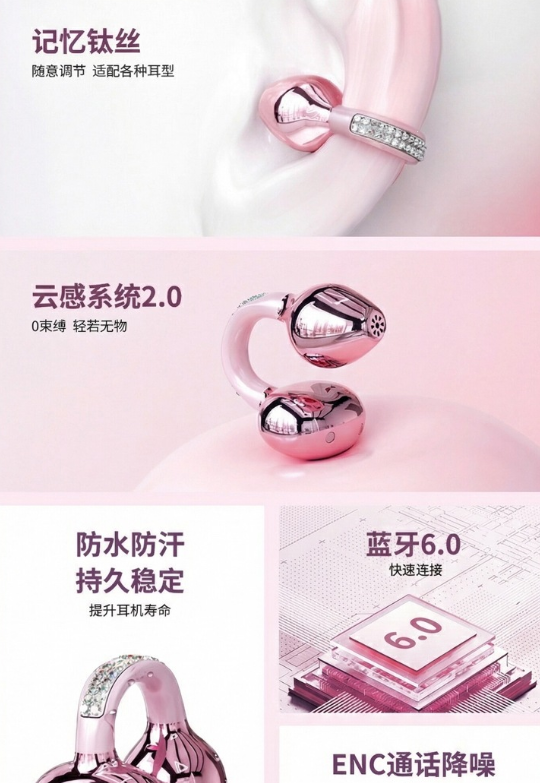 记忆钛丝
随意调节 适配各种耳型
云感系统2.0
0束缚 轻若无物
防水防汗
持久稳定
提升耳机寿命
蓝牙6.0
快速连接
6.0
ENC通话降噪